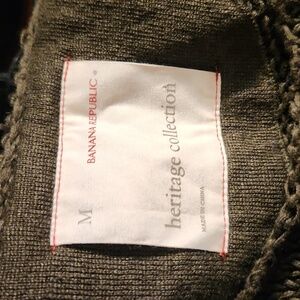 BANANA REPUBLIC ®
M
heritage collection
MADE IN CHINA